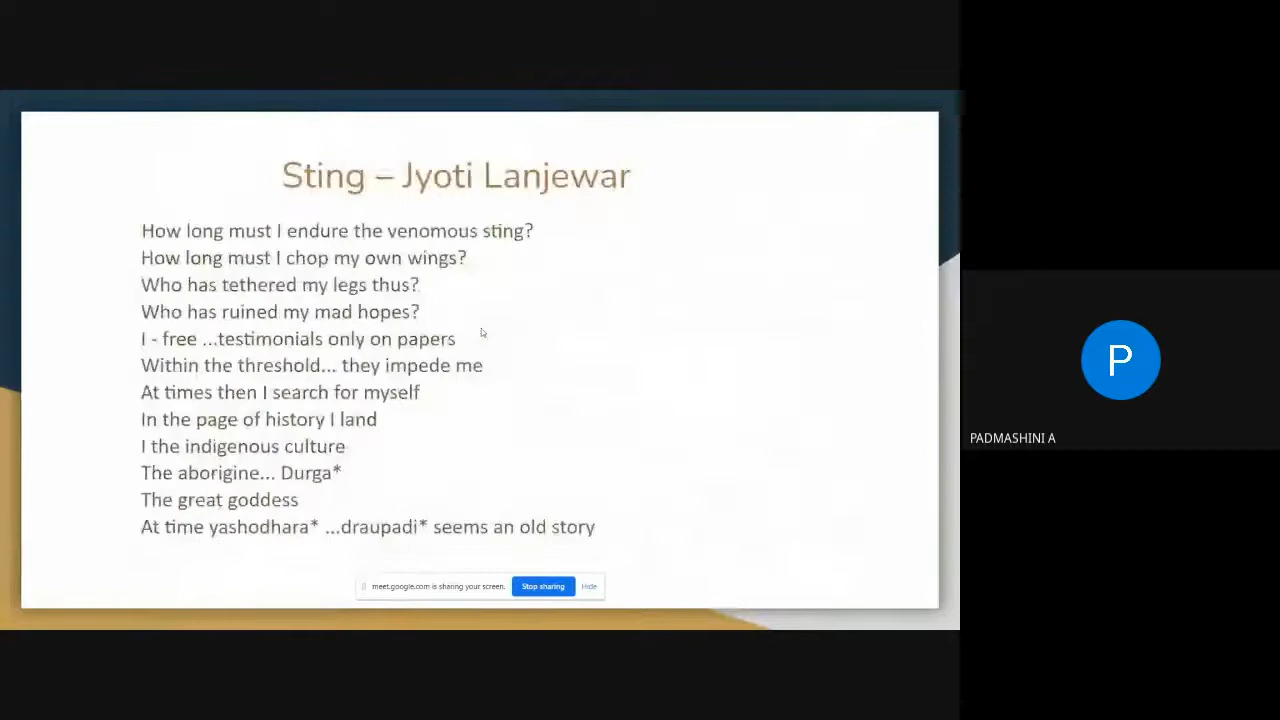 Sting – Jyoti Lanjewar
How long must I endure the venomous sting?
How long must I chop my own wings?
Who has tethered my legs thus?
Who has ruined my mad hopes?
I - free ...testimonials only on papers
Within the threshold... they impede me
At times then I search for myself
In the page of history I land
I the indigenous culture
The aborigine... Durga*
The great goddess
At time yashodhara* ...draupadi* seems an old story
meet.google.com is sharing your screen. Stop sharing Hide
P
PADMASHINI A